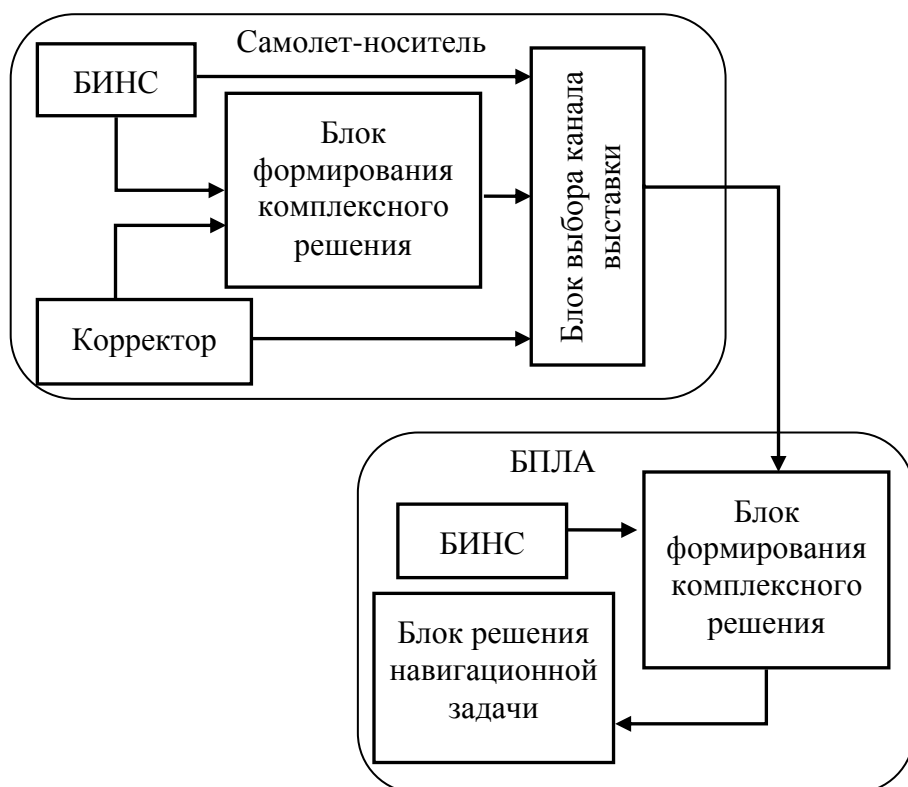 Самолет-носитель
БИНС
Блок
формирования
комплексного
решения
Блок выбора канала
выставки
Корректор
БПЛА
БИНС
Блок
формирования
комплексного
решения
Блок решения
навигационной
задачи